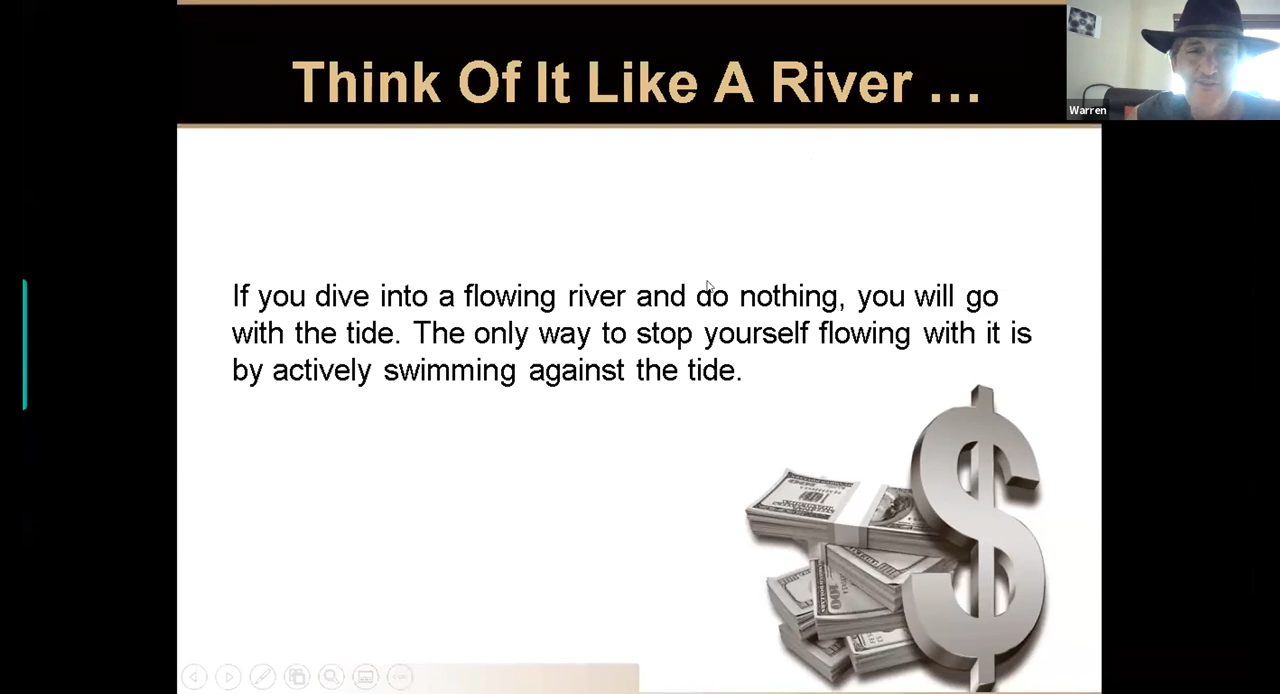 Think Of It Like A River ...
Warren
If you dive into a flowing river and do nothing, you will go
with the tide. The only way to stop yourself flowing with it is
by actively swimming against the tide.
$
100